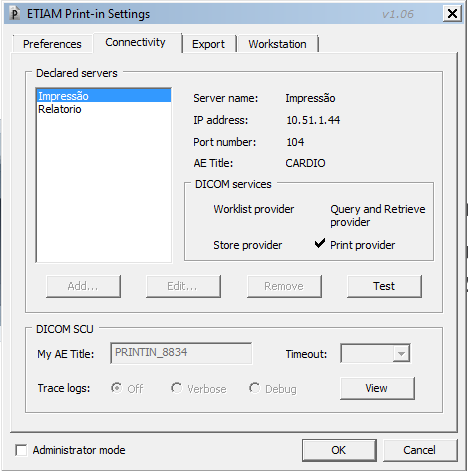 ETIAM Print-in Settings
v1.06
Preferences
Connectivity
Export
Workstation
Declared servers
Impressão
Relatorio
Server name: Impressão
IP address: 10.51.1.44
Port number: 104
AE Title: CARDIO
DICOM services
Worklist provider
Query and Retrieve
provider
Store provider
Print provider
Add...
Edit...
Remove
Test
DICOM SCU
My AE Title: PRINTIN_8834
Timeout:
Trace logs: Off Verbose Debug
View
Administrator mode
OK
Cancel